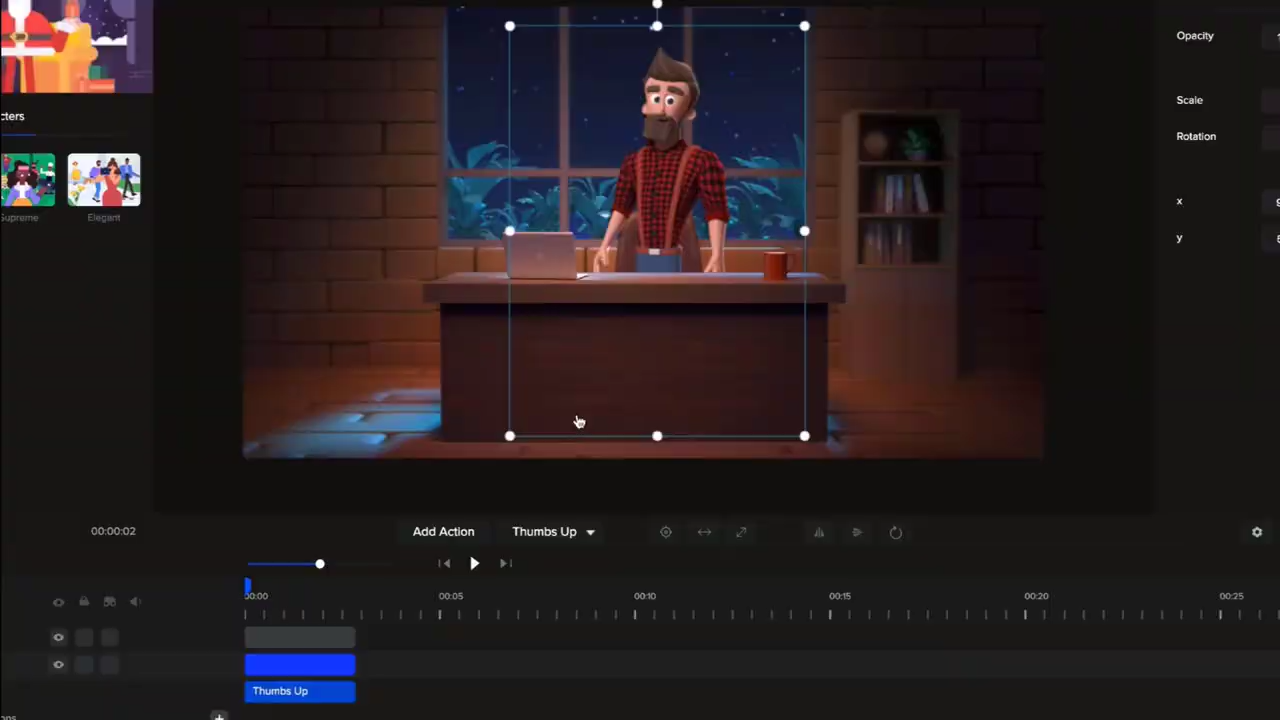 Opacity
cters
Scale
Rotation
x
Supreme
Elegant
y
00:00:02
Add Action
Thumbs Up
00:00
00:05
00:10
00:15
00:20
00:25
Thumbs Up
ons